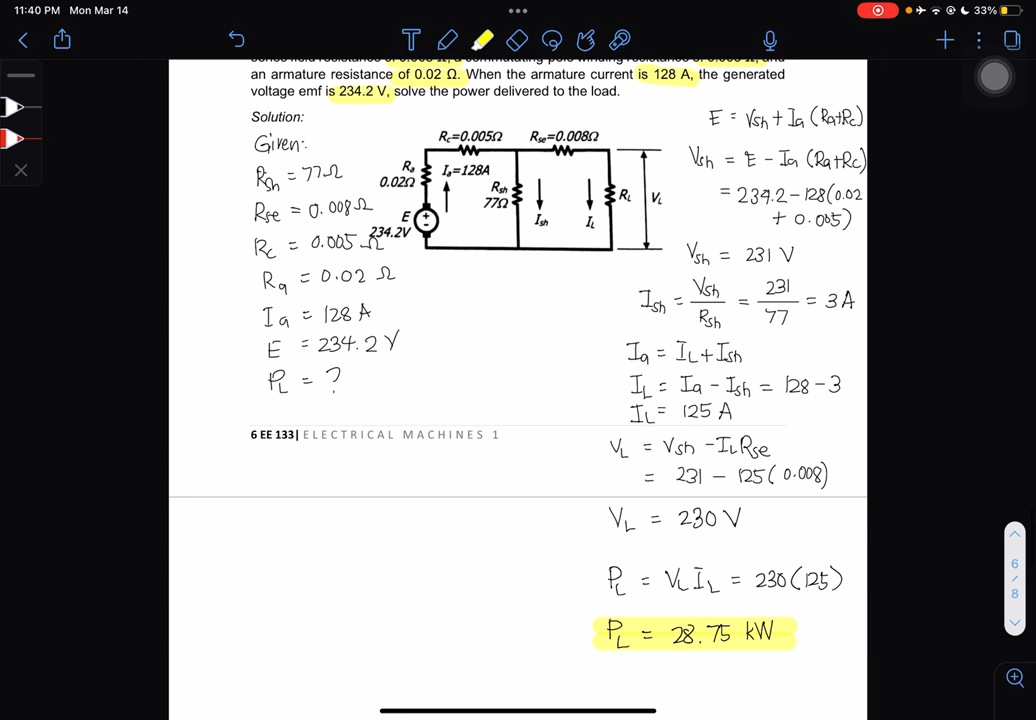 11:40 PM Mon Mar 14
33%
an armature resistance of 0.02 Ω. When the armature current is 128 A, the generated
voltage emf is 234.2 V, solve the power delivered to the load.
Solution:
Given:
Rsh = 77Ω
Rse = 0.008Ω
Rc = 0.005 Ω
Ra = 0.02 Ω
Ia = 128 A
E = 234.2 V
PL = ?
Rc=0.005Ω Rse=0.008Ω
Ra
0.02Ω
Ia=128A
Rsh
77Ω
E
234.2V
Ish
IL
RL
VL
E = Vsh + Ia (Ra+Rc)
Vsh = E - Ia (Ra+Rc)
= 234.2 - 128 (0.02
+ 0.005)
Vsh = 231 V
Ish = Vsh/Rsh = 231/77 = 3 A
Ia = IL + Ish
IL = Ia - Ish = 128 - 3
IL = 125 A
VL = Vsh - IL Rse
= 231 - 125 (0.008)
VL = 230 V
PL = VL IL = 230 (125)
PL = 28.75 kW
6 EE 133| ELECTRICAL MACHINES 1
6
/
8